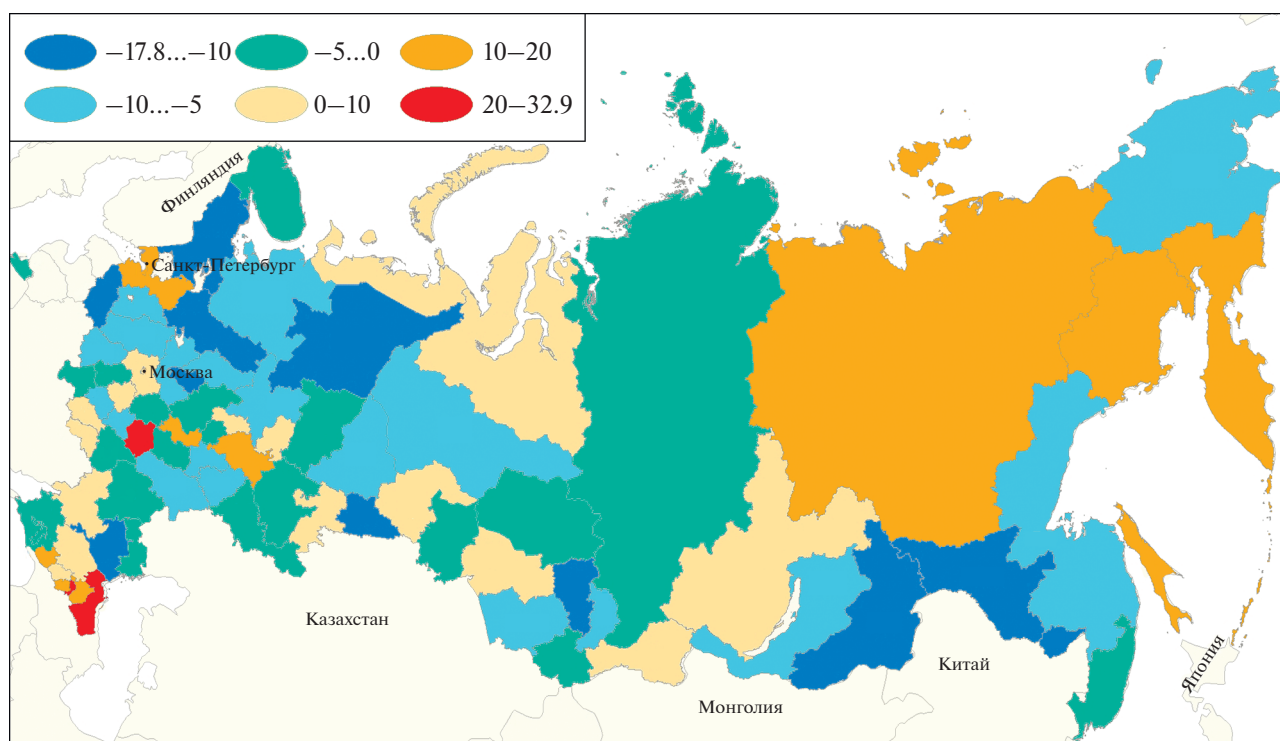 −17.8...−10
−5...0
10−20
−10...−5
0−10
20−32.9
Финляндия
Санкт-Петербург
Москва
Казахстан
Монголия
Китай
Япония